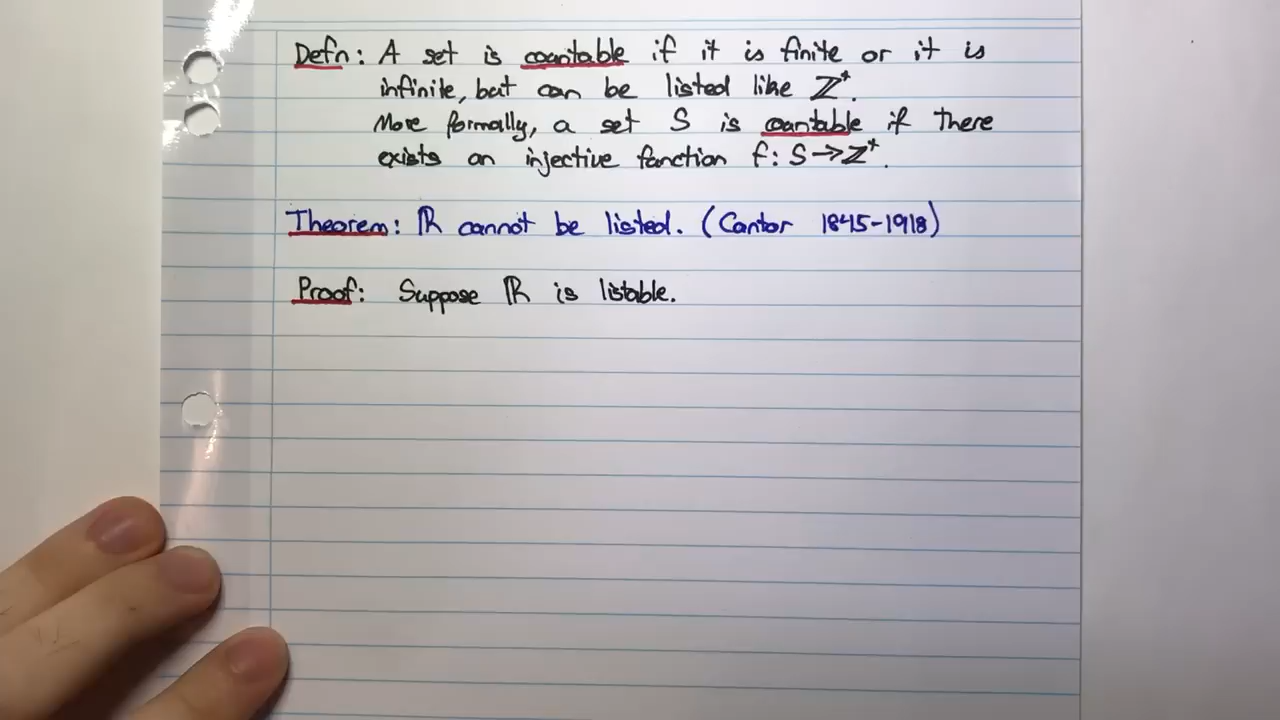 Defn: A set is countable if it is finite or it is
infinite, but can be listed like ℤ⁺.
More formally, a set S is countable if there
exists an injective function f: S→ℤ⁺.
Theorem: ℝ cannot be listed. (Cantor 1845-1918)
Proof: Suppose ℝ is listable.